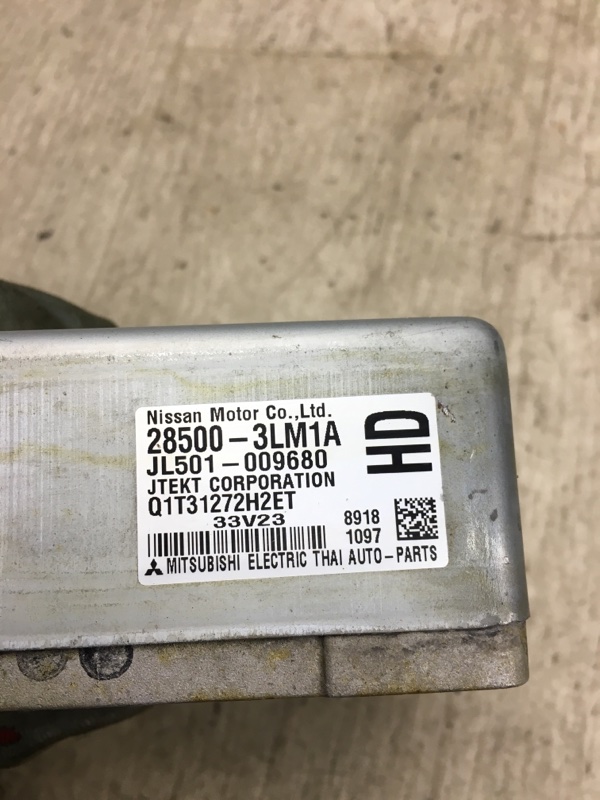 Nissan Motor Co.,Ltd.
28500-3LM1A
JL501-009680
HD
JTEKT CORPORATION
Q1T31272H2ET
33V23
8918
1097
MITSUBISHI ELECTRIC THAI AUTO-PARTS